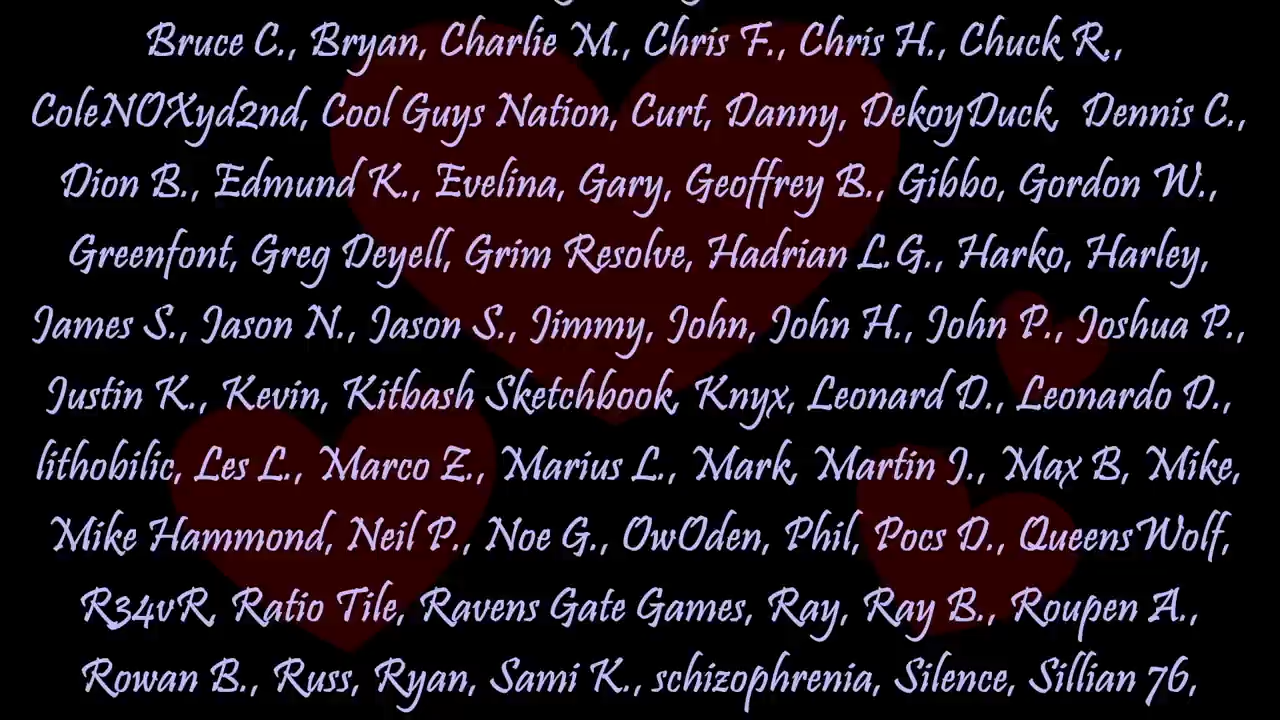 Bruce C., Bryan, Charlie M., Chris F., Chris H., Chuck R.,
ColeNOXyd2nd, Cool Guys Nation, Curt, Danny, DekoyDuck, Dennis C.,
Dion B., Edmund K., Evelina, Gary, Geoffrey B., Gibbo, Gordon W.,
Greenfont, Greg Deyell, Grim Resolve, Hadrian L.G., Harko, Harley,
James S., Jason N., Jason S., Jimmy, John, John H., John P., Joshua P.,
Justin K., Kevin, Kitbash Sketchbook, Knyx, Leonard D., Leonardo D.,
lithobilic, Les L., Marco Z., Marius L., Mark, Martin J., Max B, Mike,
Mike Hammond, Neil P., Noe G., OwOden, Phil, Pocs D., QueensWolf,
R34vR, Ratio Tile, Ravens Gate Games, Ray, Ray B., Roupen A.,
Rowan B., Russ, Ryan, Sami K., schizophrenia, Silence, Sillian 76,